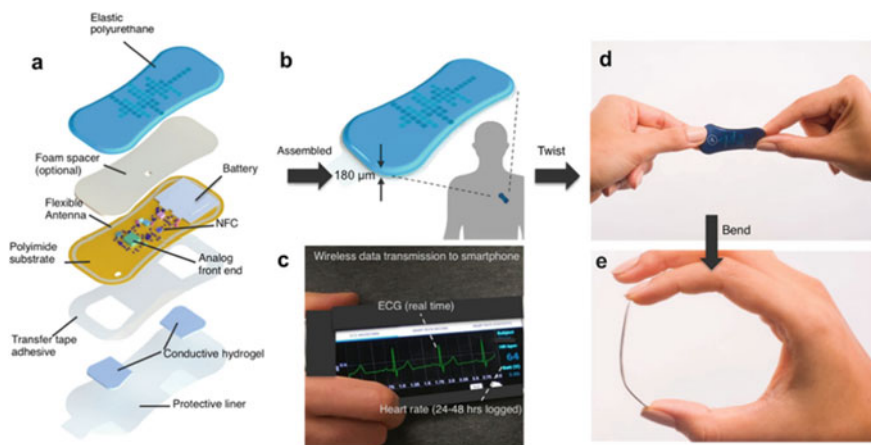 a
Elastic polyurethane
Foam spacer
(optional)
Battery
Flexible
Antenna
NFC
Polyimide
substrate
Analog
front end
Transfer tape
adhesive
Conductive hydrogel
Protective liner
b
Assembled
180 µm
Twist
c
Wireless data transmission to smartphone
ECG (real time)
64
Heart rate (24-48 hrs logged)
d
Bend
e